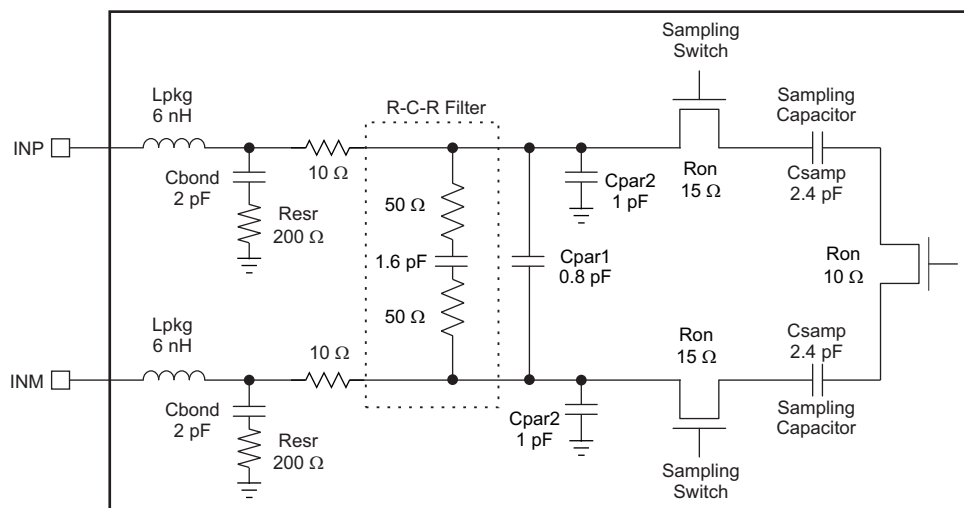 Sampling
Switch
Lpkg
6 nH
R-C-R Filter
Sampling
Capacitor
INP
Cbond
2 pF
10 Ω
Resr
200 Ω
50 Ω
1.6 pF
50 Ω
Cpar2
1 pF
Ron
15 Ω
Csamp
2.4 pF
Cpar1
0.8 pF
Ron
10 Ω
Lpkg
6 nH
10 Ω
Ron
15 Ω
Csamp
2.4 pF
INM
Cbond
2 pF
Resr
200 Ω
Cpar2
1 pF
Sampling
Capacitor
Sampling
Switch